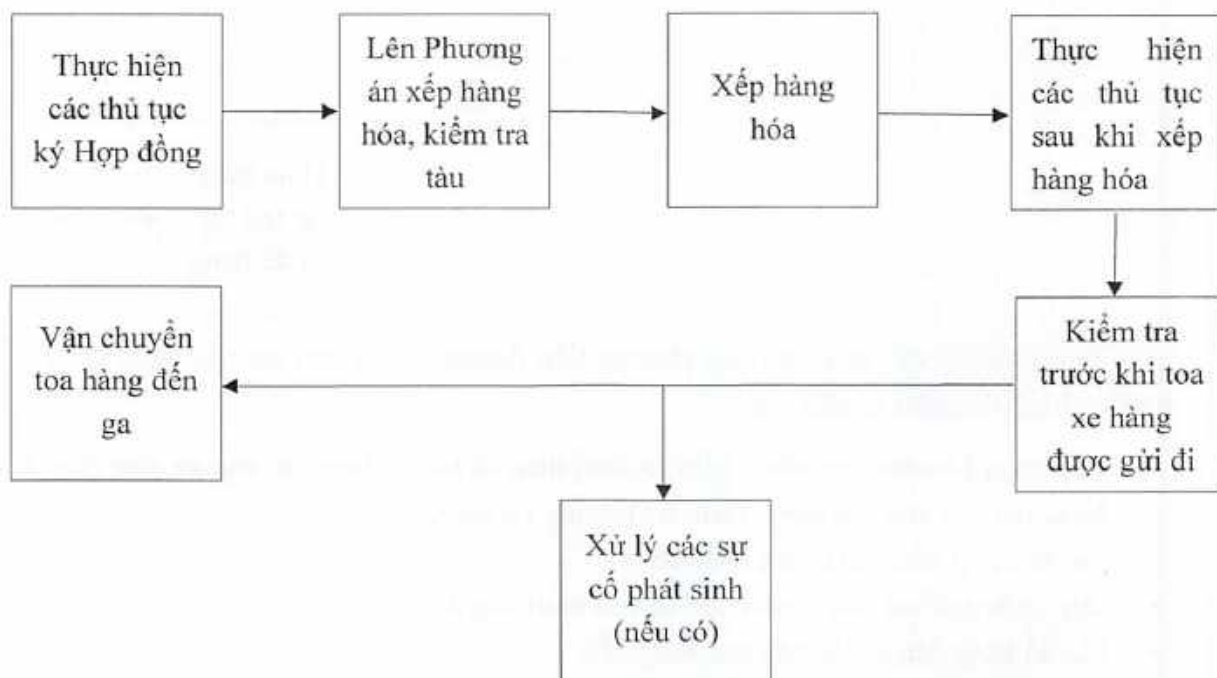 Thực hiện
các thủ tục
ký Hợp đồng
Lên Phương
án xếp hàng
hóa, kiểm tra
tàu
Xếp hàng
hóa
Thực hiện
các thủ tục
sau khi xếp
hàng hóa
Kiểm tra
trước khi toa
xe hàng
được gửi đi
Vận chuyển
toa hàng đến
ga
Xử lý các sự
cố phát sinh
(nếu có)